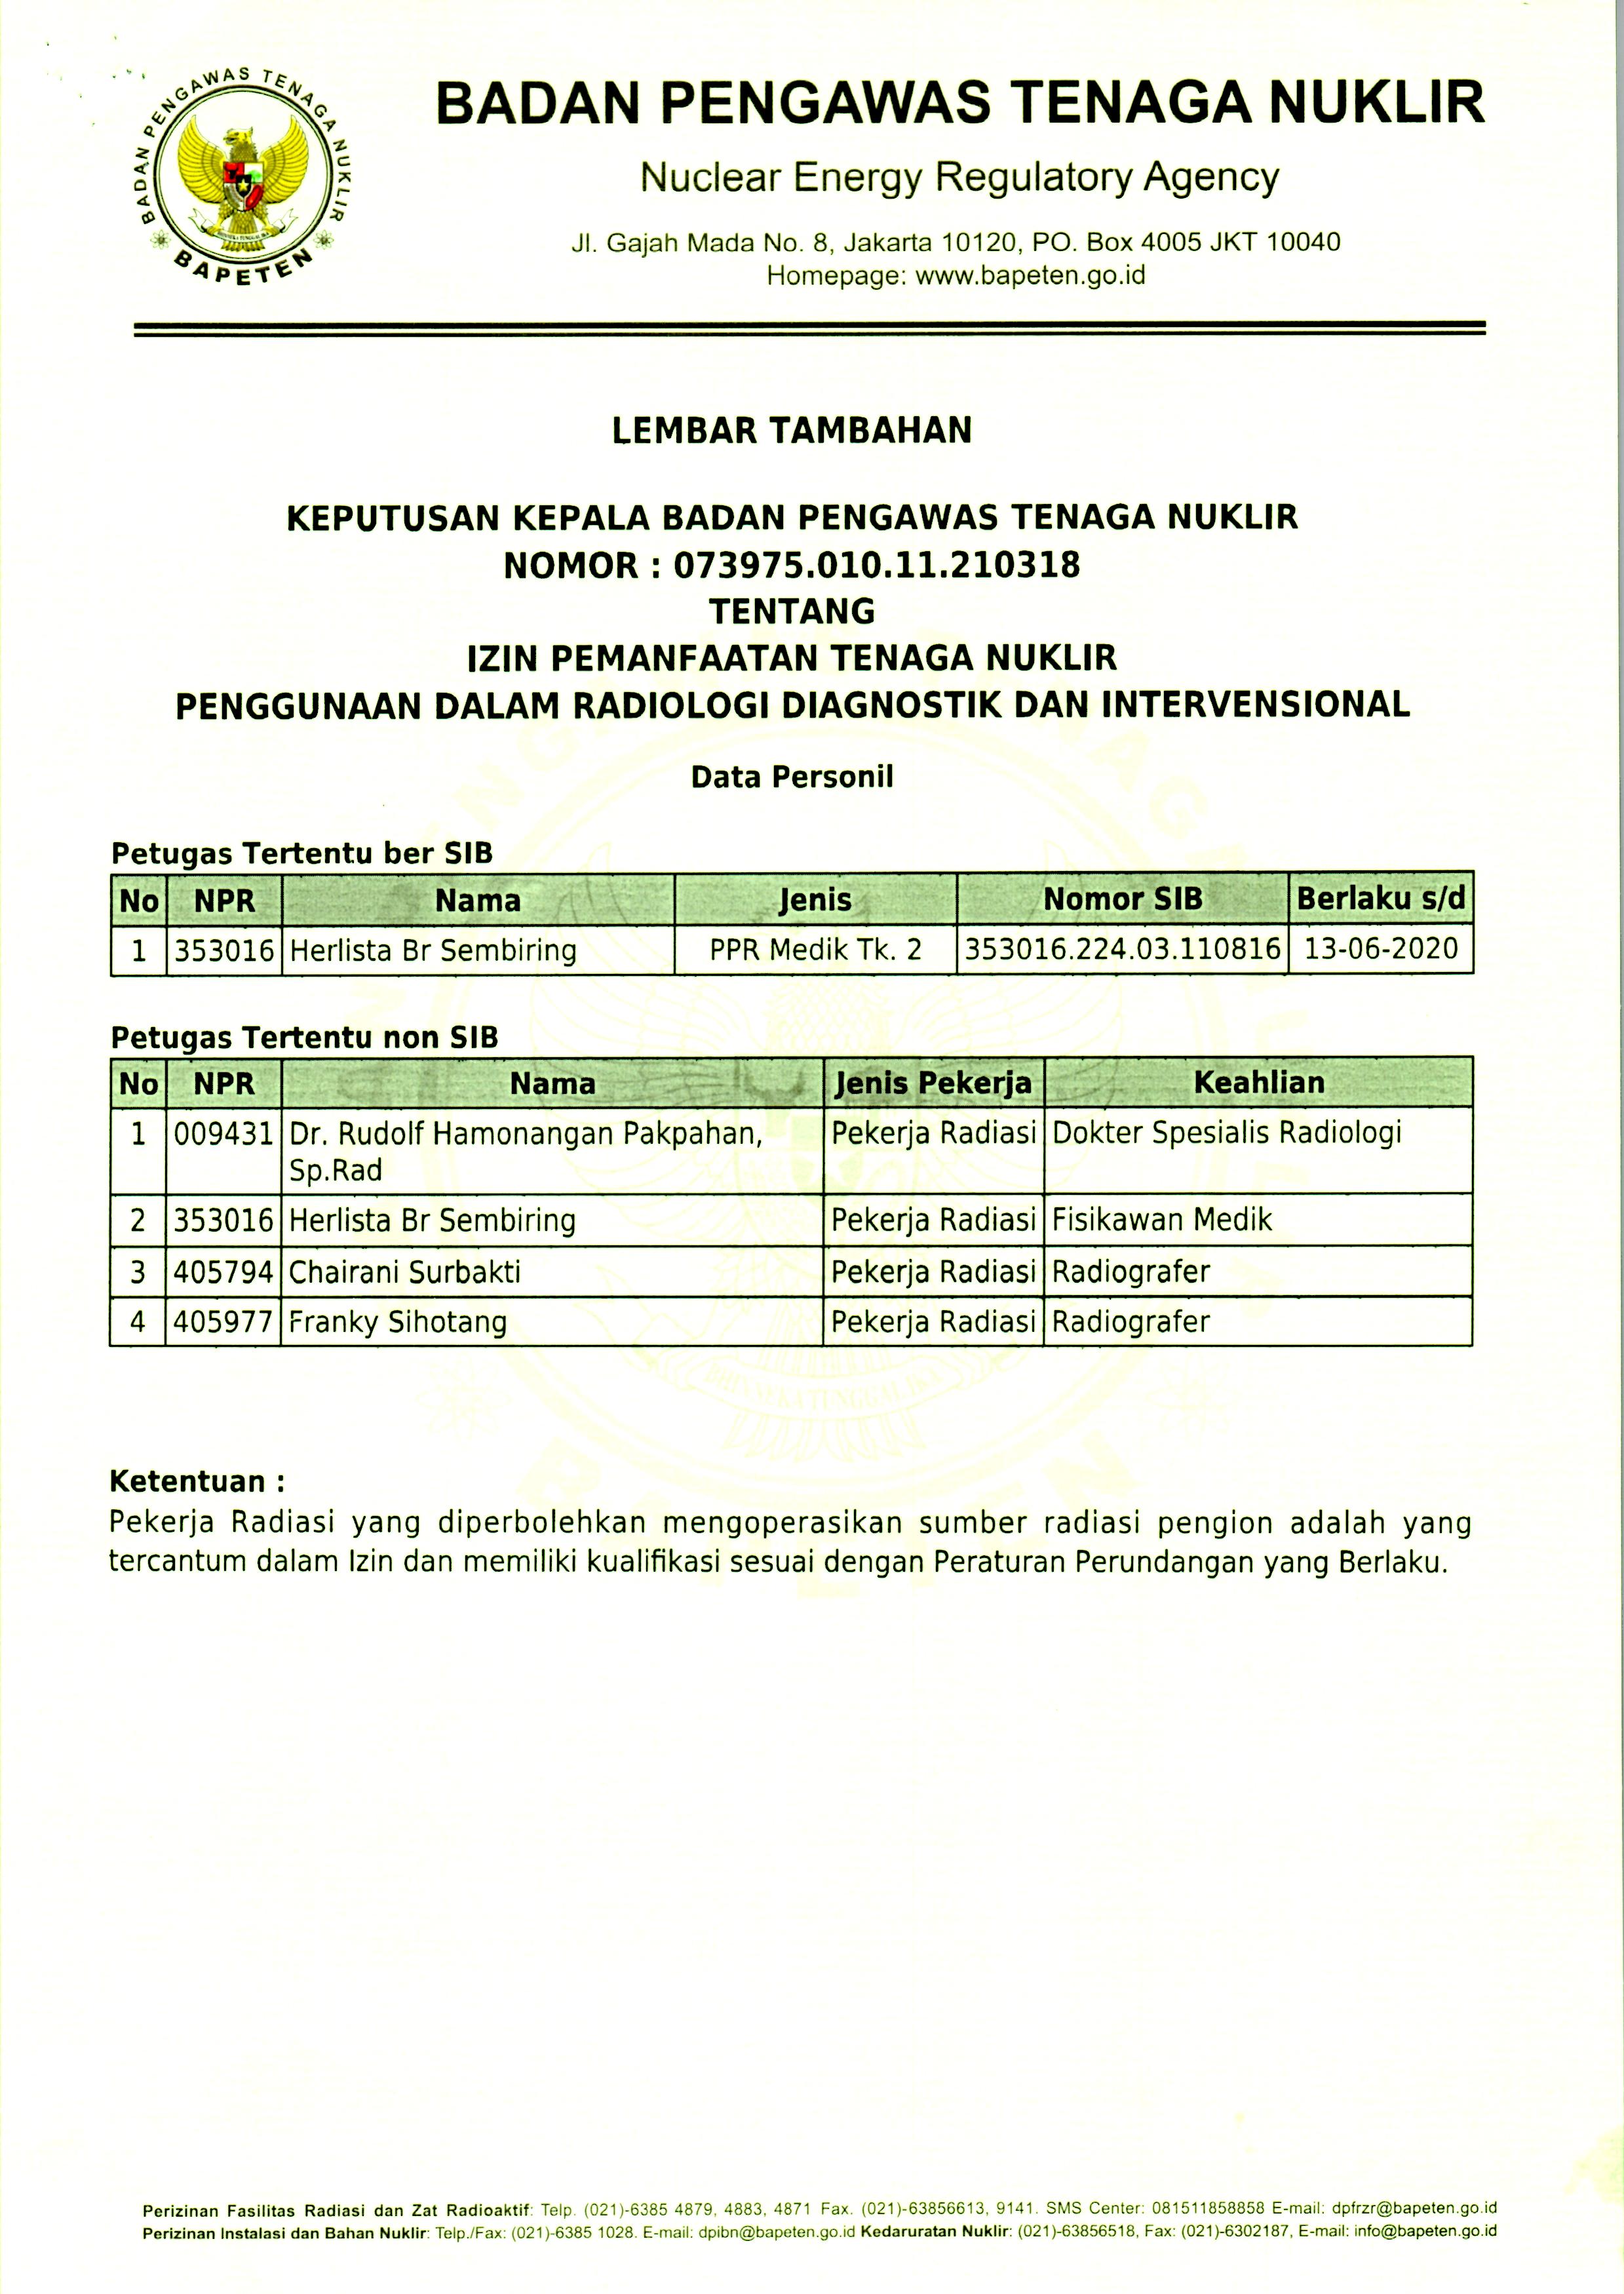 BADAN PENGAWAS TENAGA NUKLIR
BAPETEN
BADAN PENGAWAS TENAGA NUKLIR
Nuclear Energy Regulatory Agency
Jl. Gajah Mada No. 8, Jakarta 10120, PO. Box 4005 JKT 10040
Homepage: www.bapeten.go.id
LEMBAR TAMBAHAN
KEPUTUSAN KEPALA BADAN PENGAWAS TENAGA NUKLIR
NOMOR : 073975.010.11.210318
TENTANG
IZIN PEMANFAATAN TENAGA NUKLIR
PENGGUNAAN DALAM RADIOLOGI DIAGNOSTIK DAN INTERVENSIONAL
Data Personil
Petugas Tertentu ber SIB
No NPR Nama Jenis Nomor SIB Berlaku s/d
1 353016 Herlista Br Sembiring PPR Medik Tk. 2 353016.224.03.110816 13-06-2020
Petugas Tertentu non SIB
No NPR Nama Jenis Pekerja Keahlian
1 009431 Dr. Rudolf Hamonangan Pakpahan, Pekerja Radiasi Dokter Spesialis Radiologi
Sp.Rad
2 353016 Herlista Br Sembiring Pekerja Radiasi Fisikawan Medik
3 405794 Chairani Surbakti Pekerja Radiasi Radiografer
4 405977 Franky Sihotang Pekerja Radiasi Radiografer
Ketentuan :
Pekerja Radiasi yang diperbolehkan mengoperasikan sumber radiasi pengion adalah yang
tercantum dalam Izin dan memiliki kualifikasi sesuai dengan Peraturan Perundangan yang Berlaku.
Perizinan Fasilitas Radiasi dan Zat Radioaktif: Telp. (021)-6385 4879, 4883, 4871 Fax. (021)-63856613, 9141. SMS Center: 081511858858 E-mail: dpfrzr@bapeten.go.id
Perizinan Instalasi dan Bahan Nuklir: Telp./Fax: (021)-6385 1028. E-mail: dpibn@bapeten.go.id Kedaruratan Nuklir: (021)-63856518, Fax: (021)-6302187, E-mail: info@bapeten.go.id